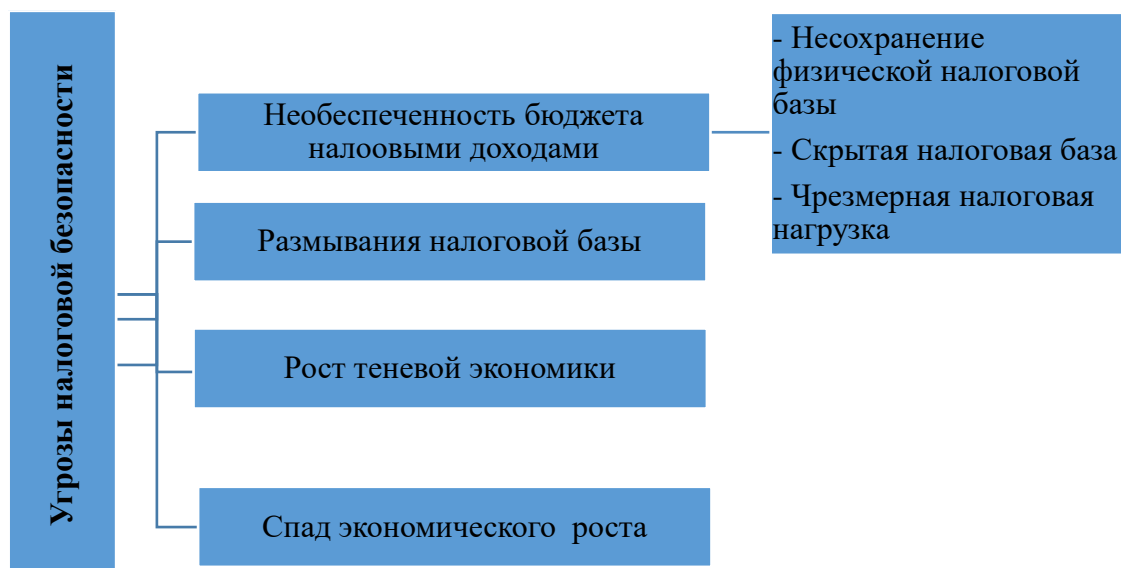 Угрозы налоговой безопасности
Необеспеченность бюджета
налоовыми доходами
Размывания налоговой базы
Рост теневой экономики
Спад экономического роста
- Несохранение
физической налоговой
базы
- Скрытая налоговая база
- Чрезмерная налоговая
нагрузка